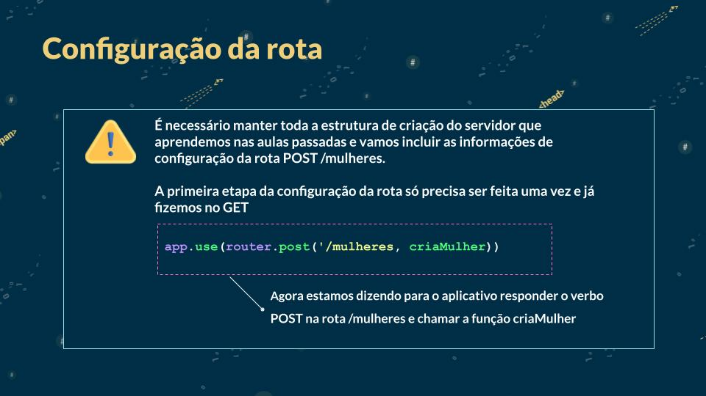 Configuração da rota
#
#
<head>
pan>
#
#
É necessário manter toda a estrutura de criação do servidor que
aprendemos nas aulas passadas e vamos incluir as informações de
configuração da rota POST /mulheres.
A primeira etapa da configuração da rota só precisa ser feita uma vez e já
fizemos no GET
app.use(router.post('/mulheres, criaMulher))
Agora estamos dizendo para o aplicativo responder o verbo
POST na rota /mulheres e chamar a função criaMulher